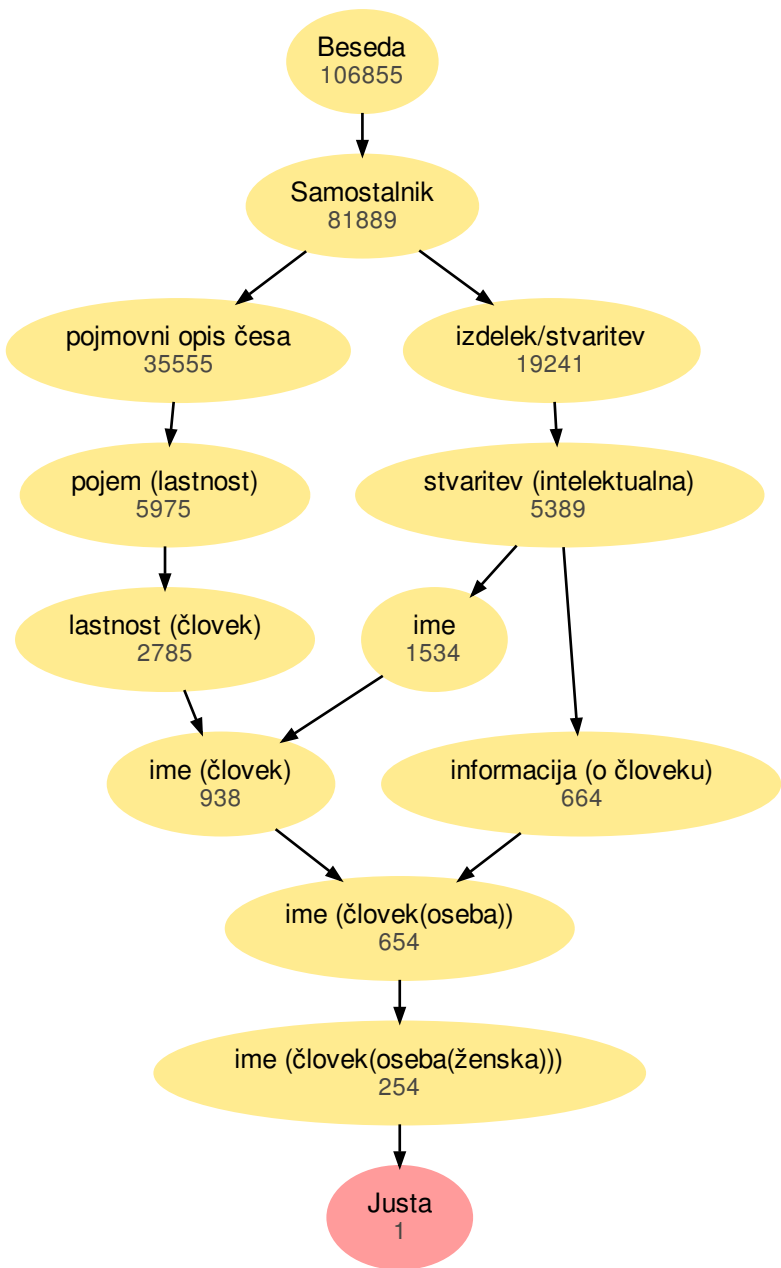 Beseda
106855
Samostalnik
81889
pojmovni opis česa
35555
izdelek/stvaritev
19241
pojem (lastnost)
5975
stvaritev (intelektualna)
5389
lastnost (človek)
2785
ime
1534
ime (človek)
938
informacija (o človeku)
664
ime (človek(oseba))
654
ime (človek(oseba(ženska)))
254
Justa
1